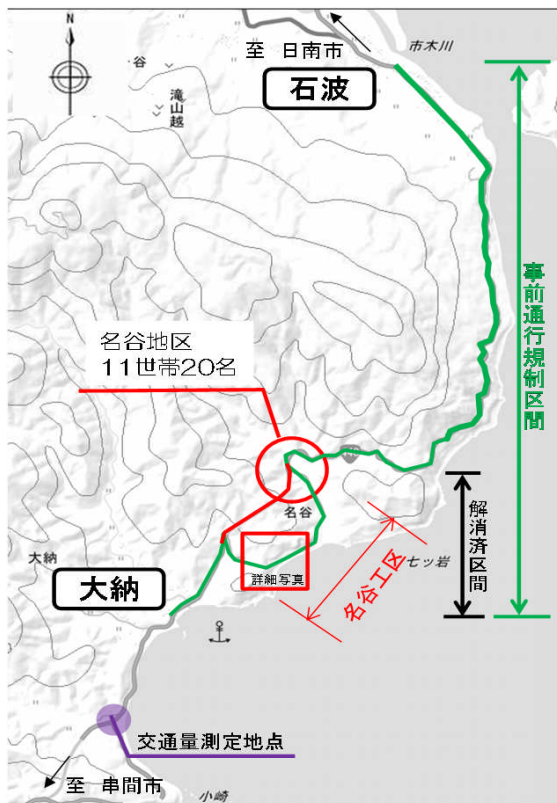 N
至 日南市
市木川
谷
石波
滝山越
事前通行規制区間
名谷地区
11世帯20名
名谷
解消済区間
大納
七ッ岩
詳細写真
名谷工区
大納
交通量測定地点
至 串間市
小崎